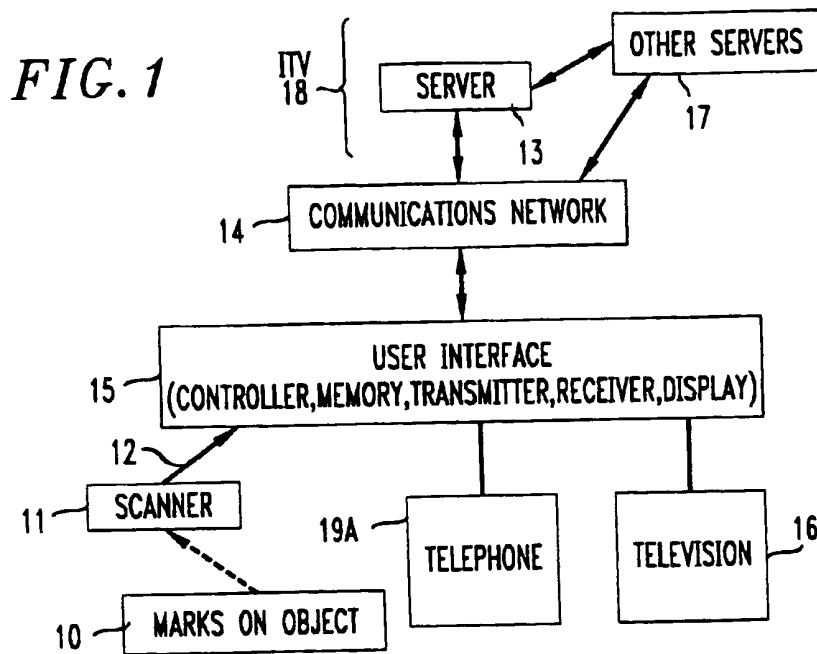 FIG. 1
ITV
18
SERVER
13
OTHER SERVERS
17
14
COMMUNICATIONS NETWORK
15
USER INTERFACE
(CONTROLLER,MEMORY,TRANSMITTER,RECEIVER,DISPLAY)
12
11
SCANNER
19A
TELEPHONE
TELEVISION
16
10
MARKS ON OBJECT